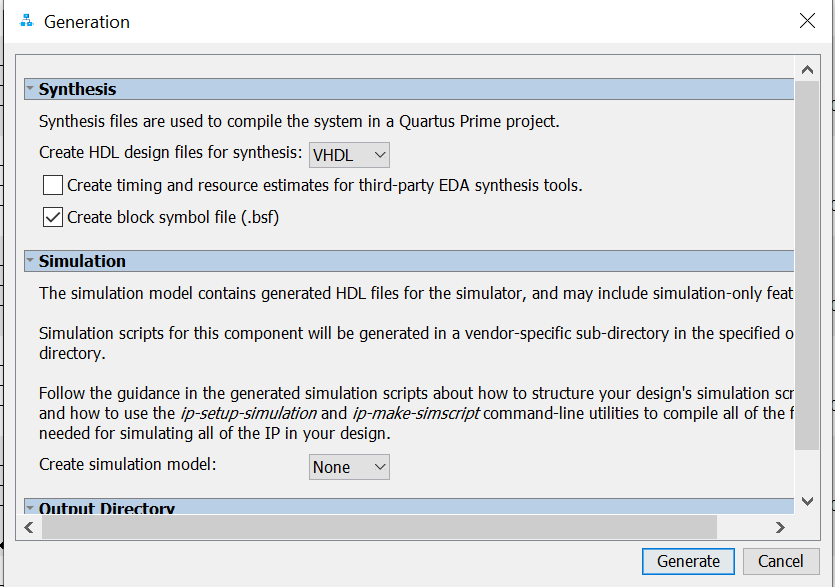 Generation
Synthesis
Synthesis files are used to compile the system in a Quartus Prime project.
Create HDL design files for synthesis: VHDL
Create timing and resource estimates for third-party EDA synthesis tools.
Create block symbol file (.bsf)
Simulation
The simulation model contains generated HDL files for the simulator, and may include simulation-only feat
Simulation scripts for this component will be generated in a vendor-specific sub-directory in the specified o
directory.
Follow the guidance in the generated simulation scripts about how to structure your design's simulation scr
and how to use the ip-setup-simulation and ip-make-simscript command-line utilities to compile all of the f
needed for simulating all of the IP in your design.
Create simulation model: None
Output Directory
Generate Cancel